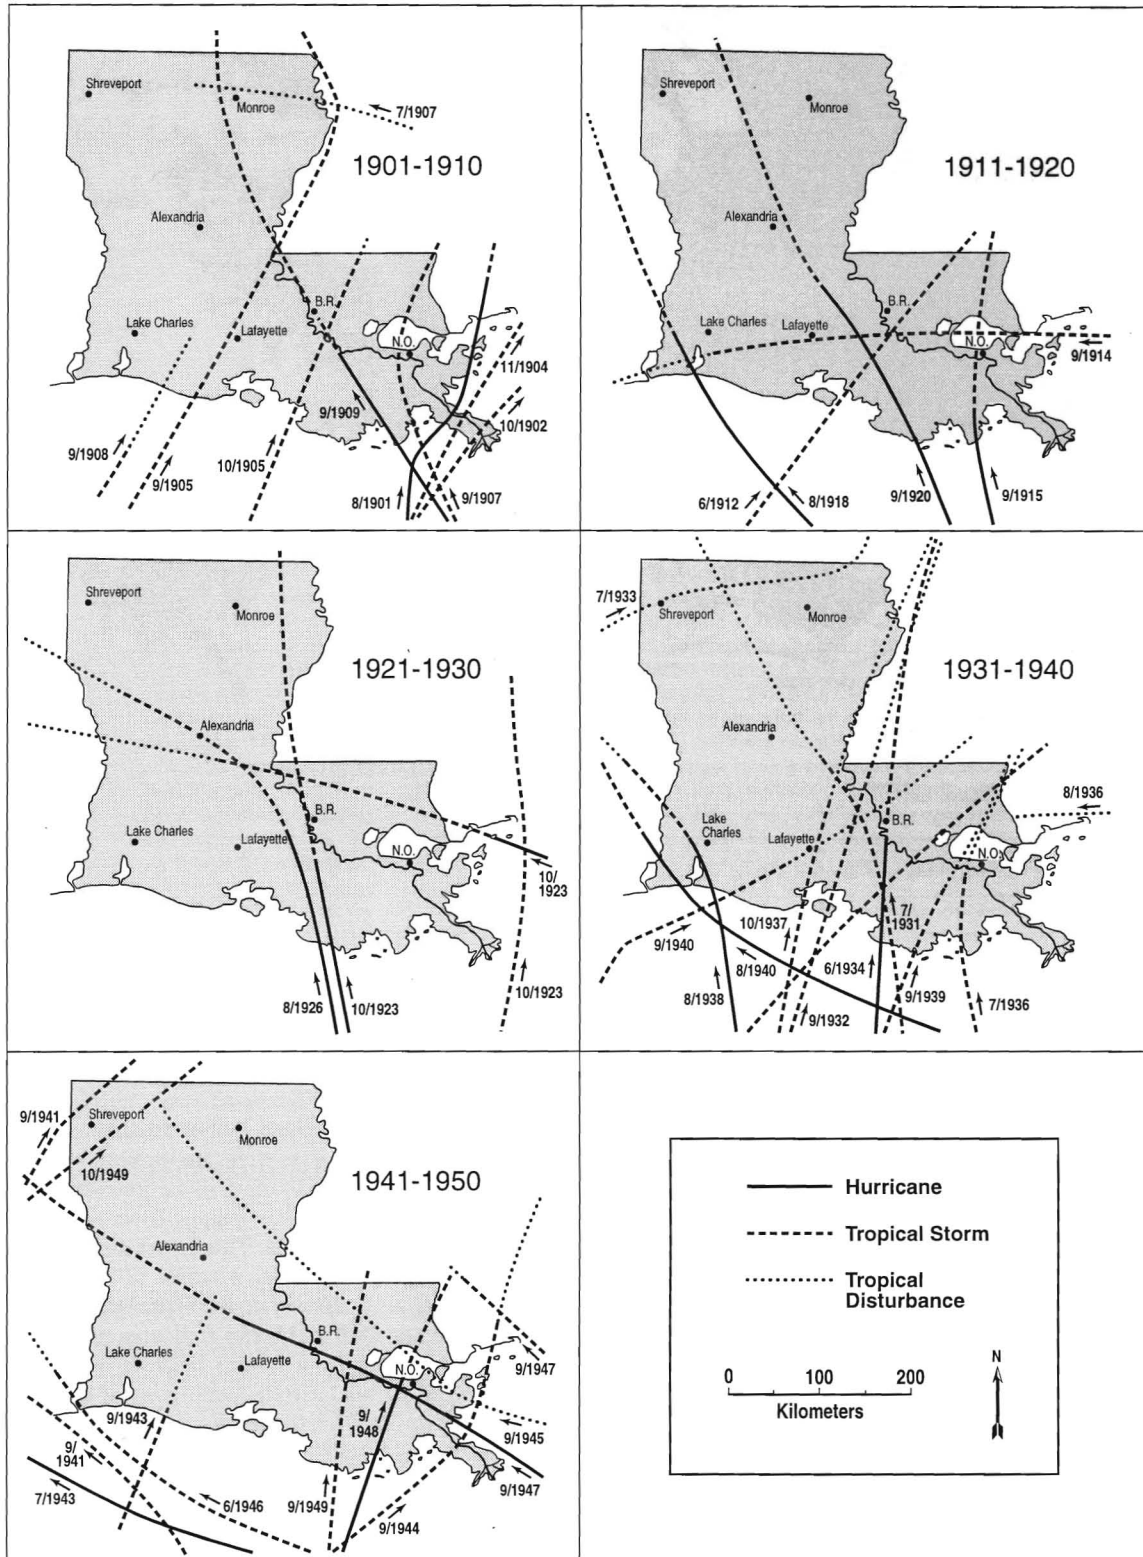 Shreveport
Monroe
7/1907
1901-1910
Alexandria
B.R.
Lake Charles
Lafayette
N.O.
11/1904
9/1909
10/1902
9/1908
10/1905
9/1905
8/1901
9/1907
Shreveport
Monroe
1911-1920
Alexandria
B.R.
Lake Charles
Lafayette
N.O.
9/1914
6/1912
8/1918
9/1920
9/1915
Shreveport
Monroe
1921-1930
Alexandria
B.R.
Lake Charles
Lafayette
N.O.
10/
1923
8/1926
10/1923
10/1923
7/1933
Shreveport
Monroe
1931-1940
Alexandria
8/1936
B.R.
Lake
Charles
Lafayette
N.O.
10/1937
7/
1931
9/1940
8/1940
6/1934
8/1938
9/1939
7/1936
9/1932
9/1941
Shreveport
Monroe
10/1949
1941-1950
Alexandria
B.R.
Lake Charles
Lafayette
N.O.
9/1947
9/1943
9/
1948
9/1945
9/
1941
9/1947
7/1943
6/1946
9/1949
9/1944
Hurricane
Tropical Storm
Tropical
Disturbance
N
0 100 200
Kilometers